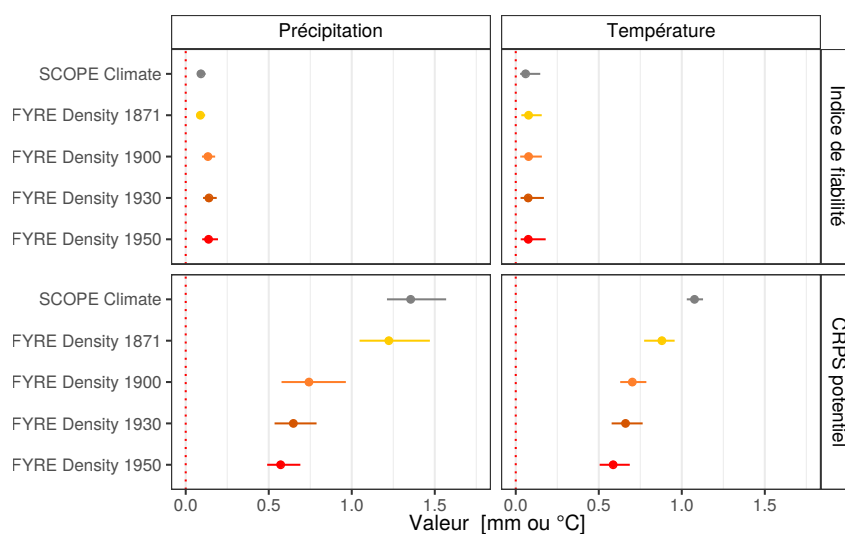 Précipitation
Température
SCOPE Climate
FYRE Density 1871
FYRE Density 1900
FYRE Density 1930
FYRE Density 1950
Indice de fiabilité
SCOPE Climate
FYRE Density 1871
FYRE Density 1900
FYRE Density 1930
FYRE Density 1950
CRPS potentiel
0.0 0.5 1.0 1.5
0.0 0.5 1.0 1.5
Valeur [mm ou °C]